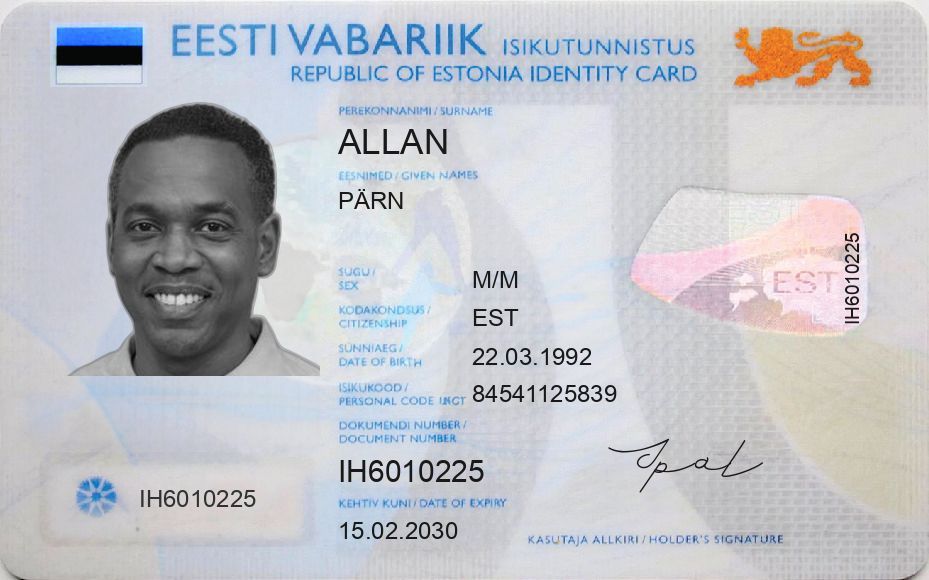 EESTI VABARIIK ISIKUTUNNISTUS
REPUBLIC OF ESTONIA IDENTITY CARD
PEREKONNANIMI / SURNAME
ALLAN
EESNIMED / GIVEN NAMES
PÄRN
SUGU /
SEX
M/M
KODAKONDSUS /
CITIZENSHIP
EST
SÜNNIAEG /
DATE OF BIRTH
22.03.1992
ISIKUKOOD /
PERSONAL CODE
84541125839
DOKUMENDI NUMBER /
DOCUMENT NUMBER
IH6010225
KEHTIV KUNI / DATE OF EXPIRY
15.02.2030
IH6010225
EST
IH6010225
KASUTAJA ALLKIRI / HOLDER'S SIGNATURE